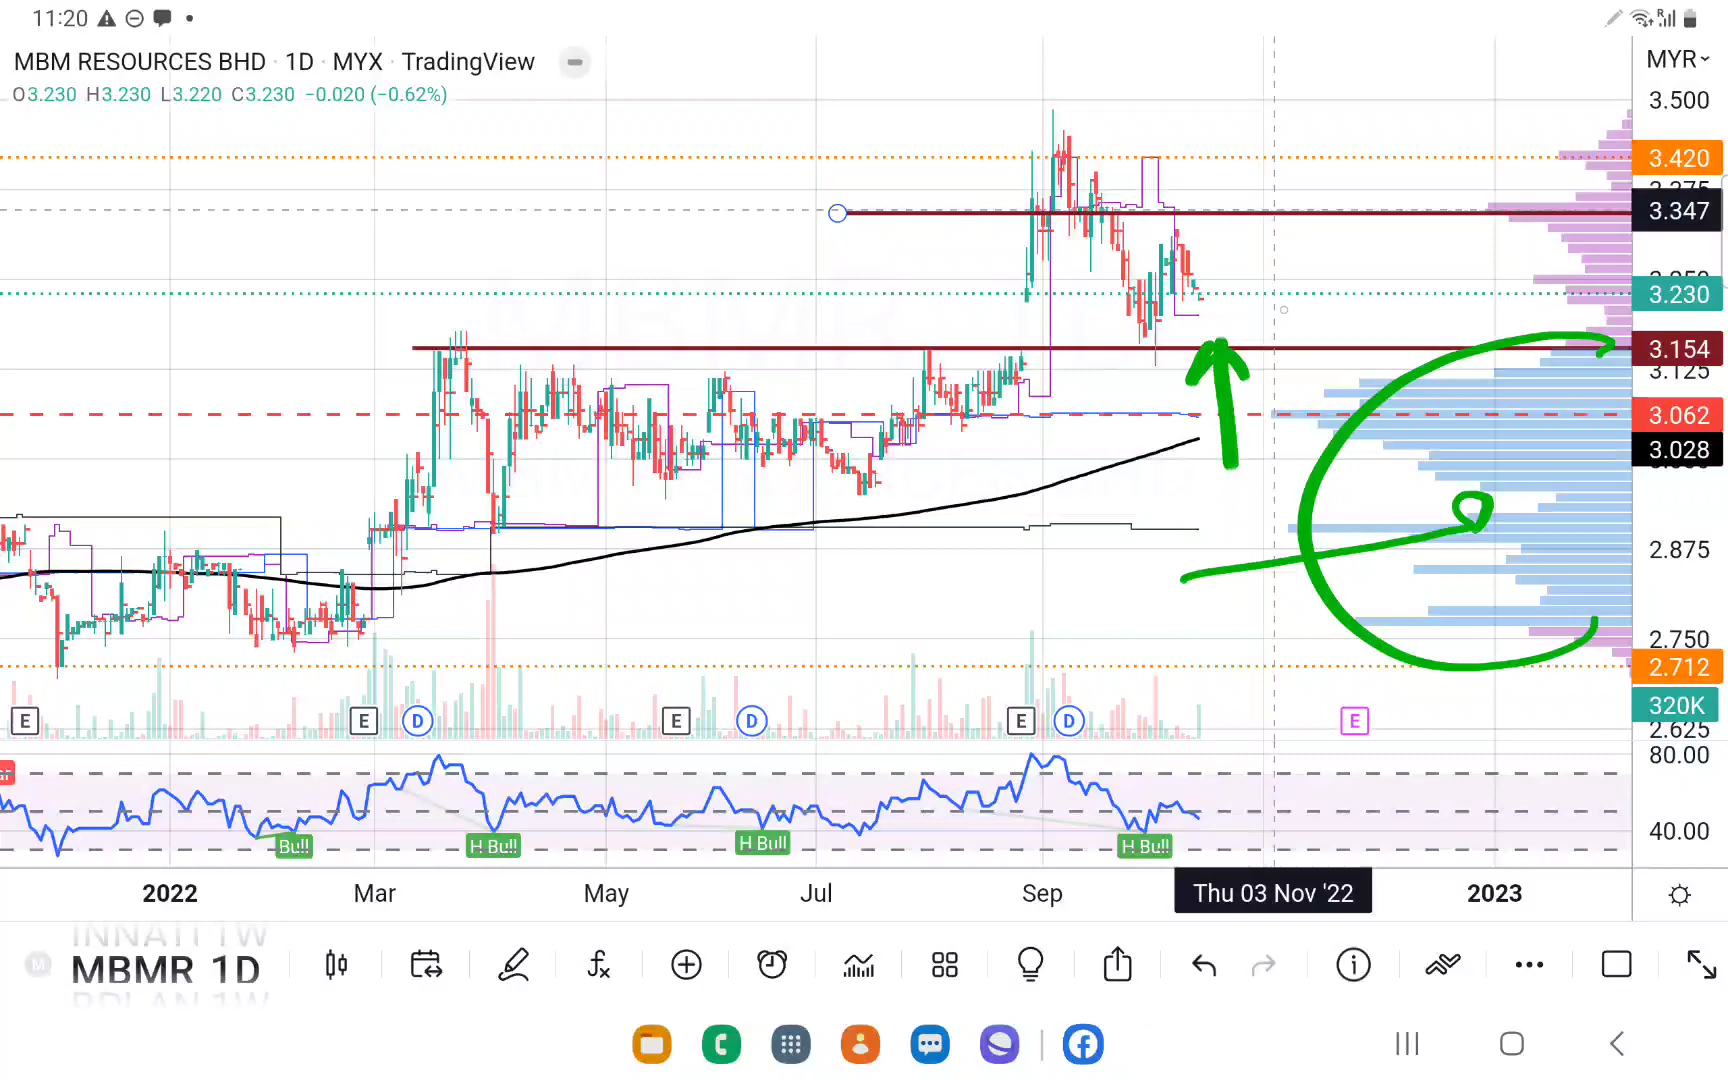 11:20
MBM RESOURCES BHD · 1D · MYX · TradingView
MYR
O3.230 H3.230 L3.220 C3.230 −0.020 (−0.62%)
3.500
3.420
3.347
3.230
3.154
3.125
3.062
3.028
2.875
2.750
2.712
320K
2.625
E E D E D E D E
80.00
40.00
Bull H Bull H Bull H Bull
2022 Mar May Jul Sep Thu 03 Nov '22 2023
MBMR 1D